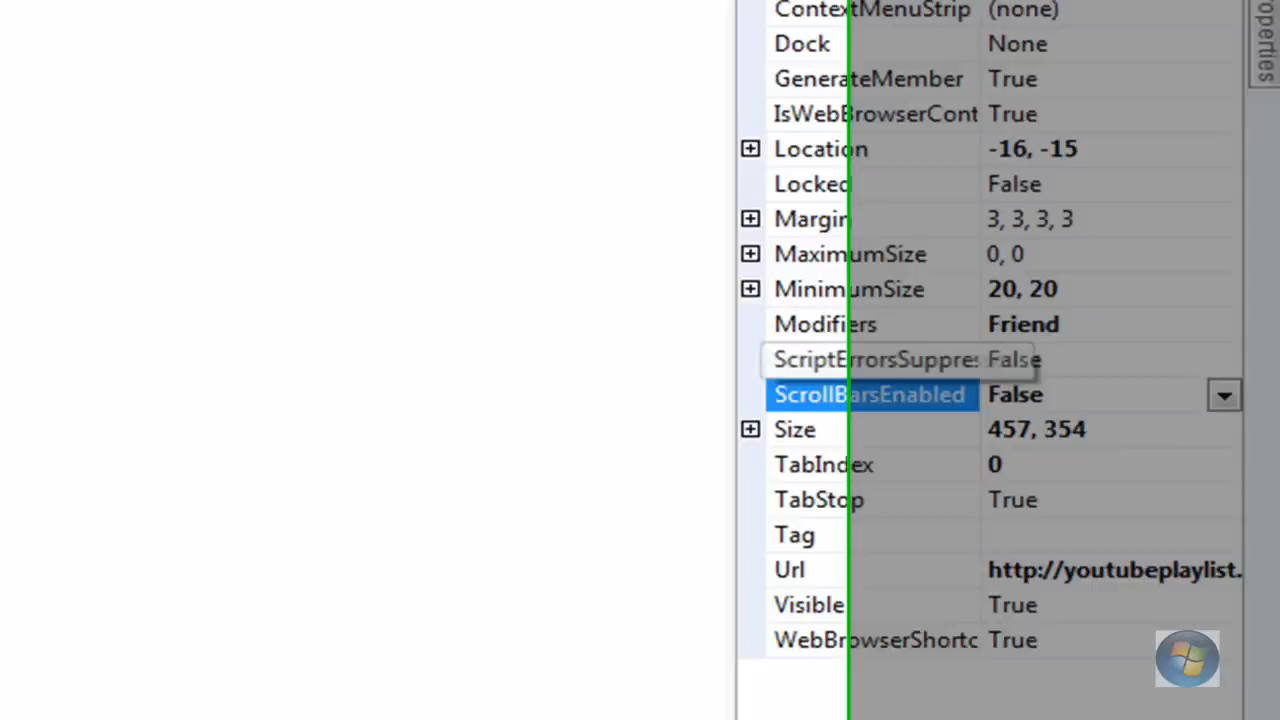 ContextMenuStrip (none)
Dock None
GenerateMember True
IsWebBrowserCont True
Location -16, -15
Locked False
Margin 3, 3, 3, 3
MaximumSize 0, 0
MinimumSize 20, 20
Modifiers Friend
ScriptErrorsSuppres False
ScrollBarsEnabled False
Size 457, 354
TabIndex 0
TabStop True
Tag
Url http://youtubeplaylist.
Visible True
WebBrowserShortc True
roperties